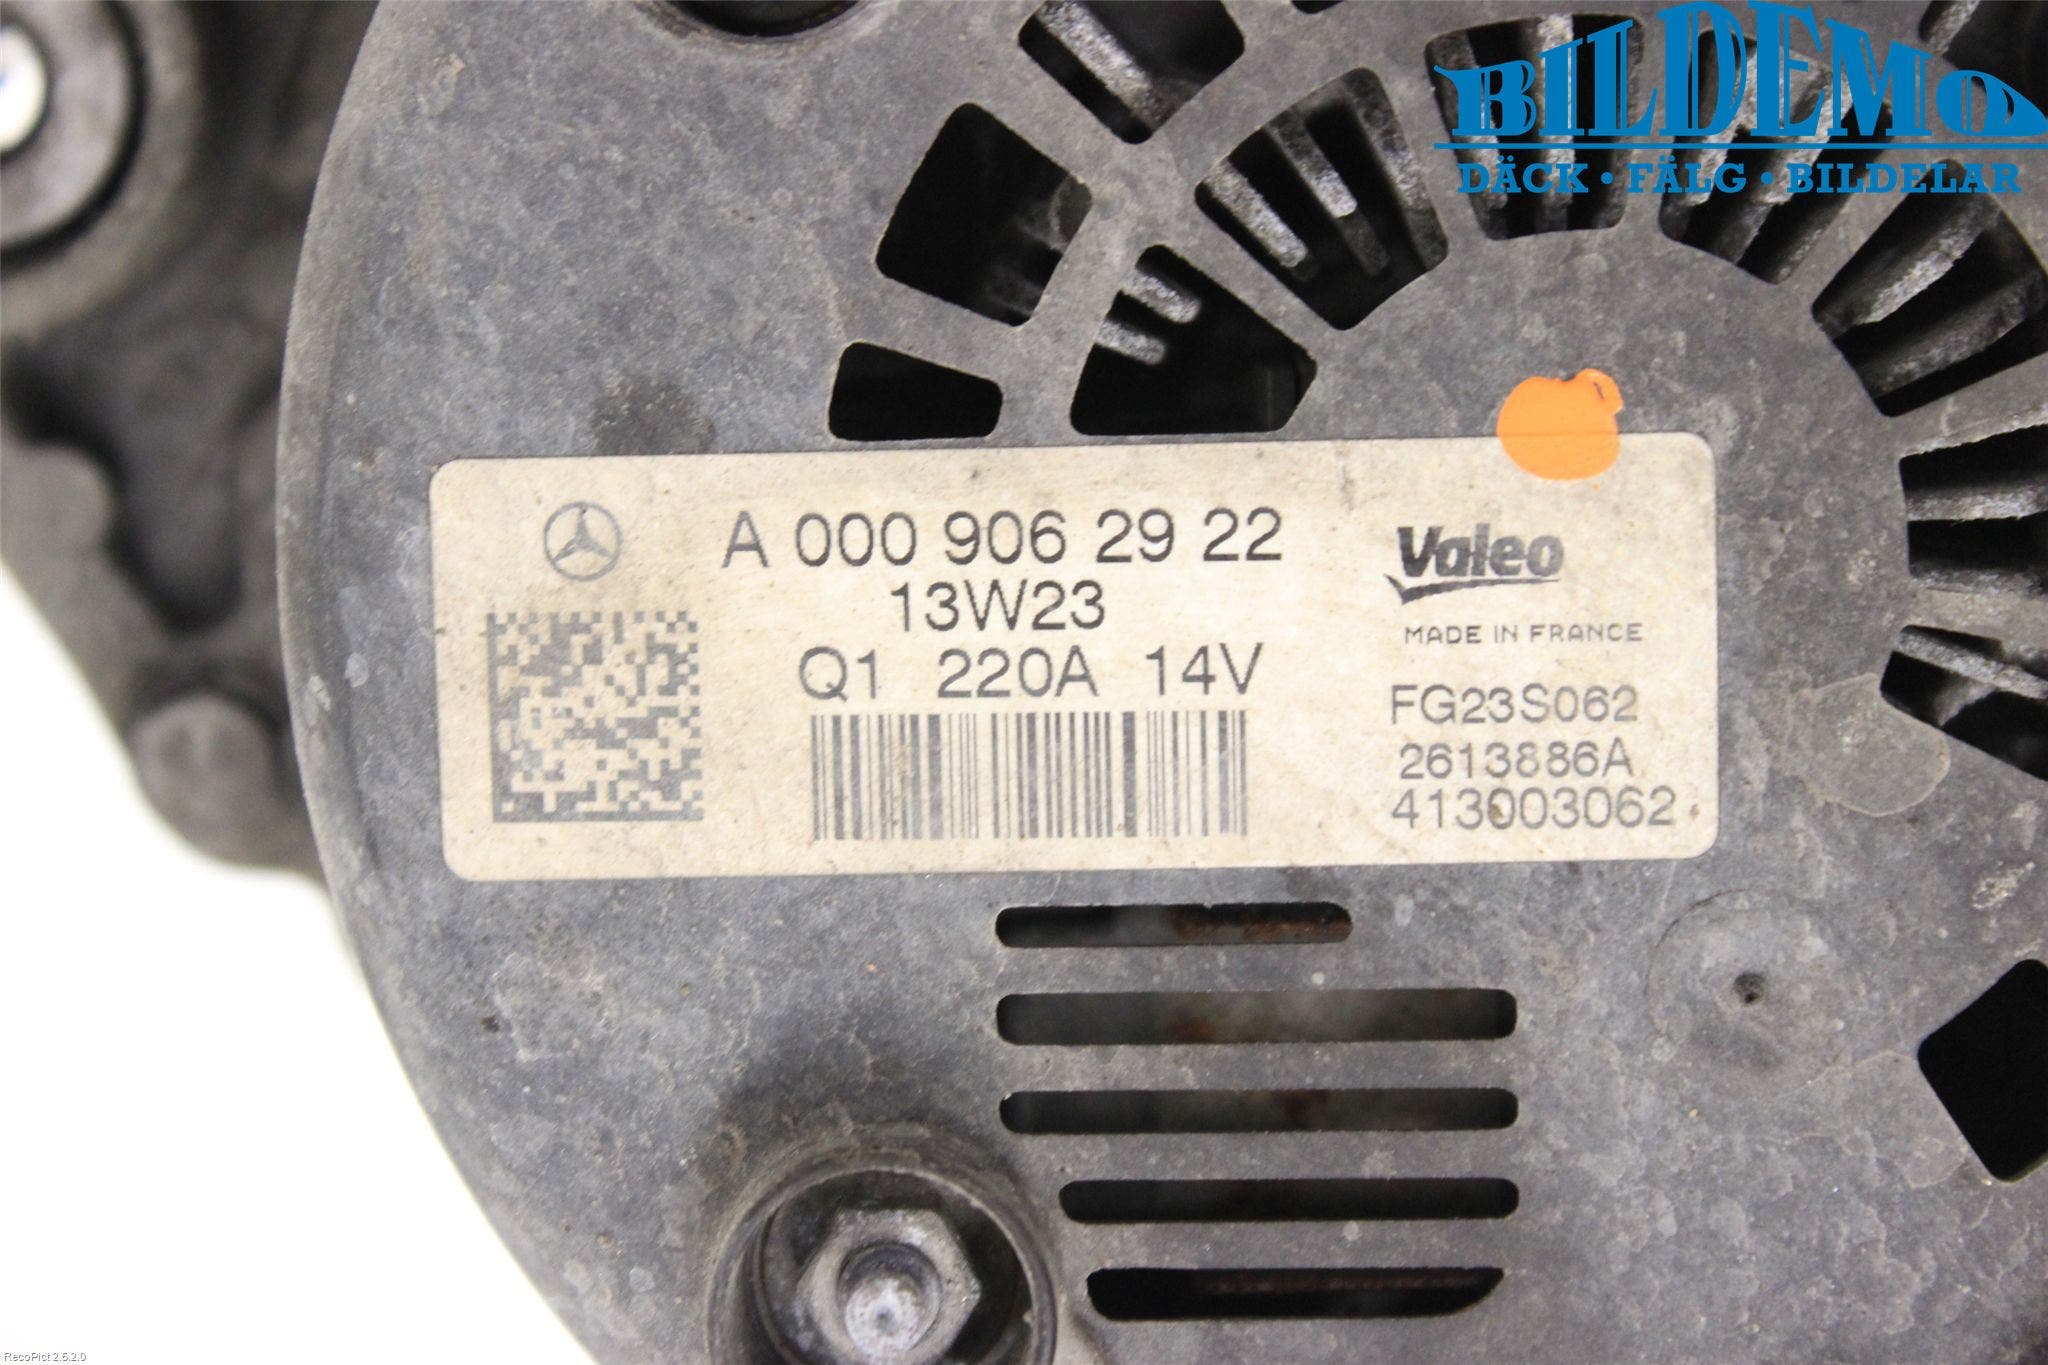 BILDEMO
DÄCK • FÄLG • BILDELAR
A 000 906 29 22
13W23
Q1 220A 14V
Valeo
MADE IN FRANCE
FG23S062
2613886A
413003062
RecoPict 2.5.2.0